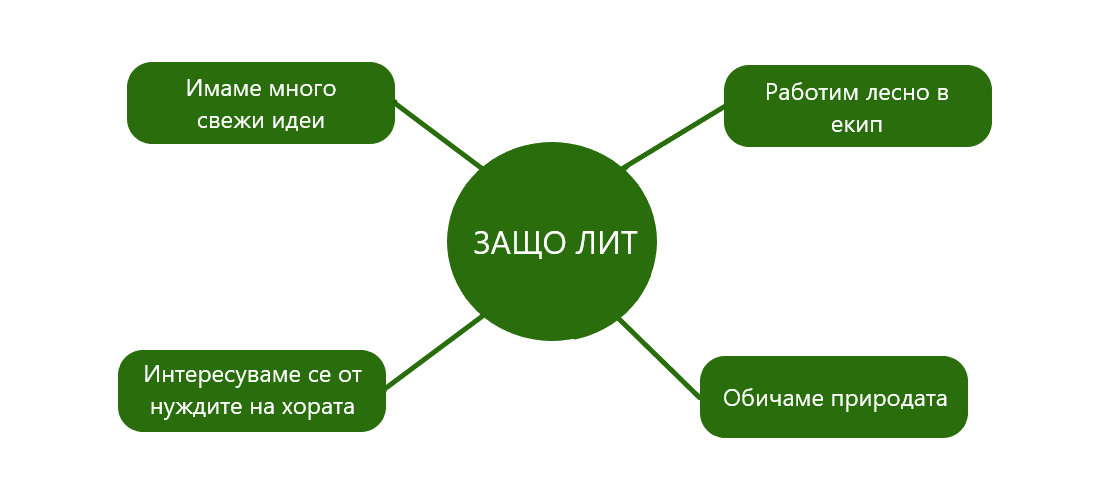 Имаме много
свежи идеи
Работим лесно в
екип
ЗАЩО ЛИТ
Интересуваме се от
нуждите на хората
Обичаме природата